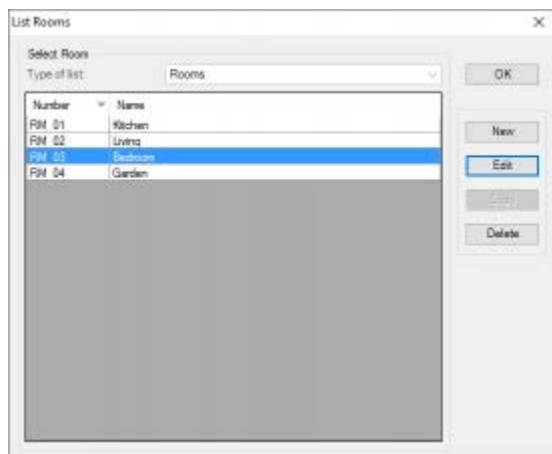 List Rooms
Select Room
Type of list
Rooms
OK
Number Name
RM 01 Kitchen
RM 02 Living
RM 03 Bedroom
RM 04 Garden
New
Edit
Copy
Delete